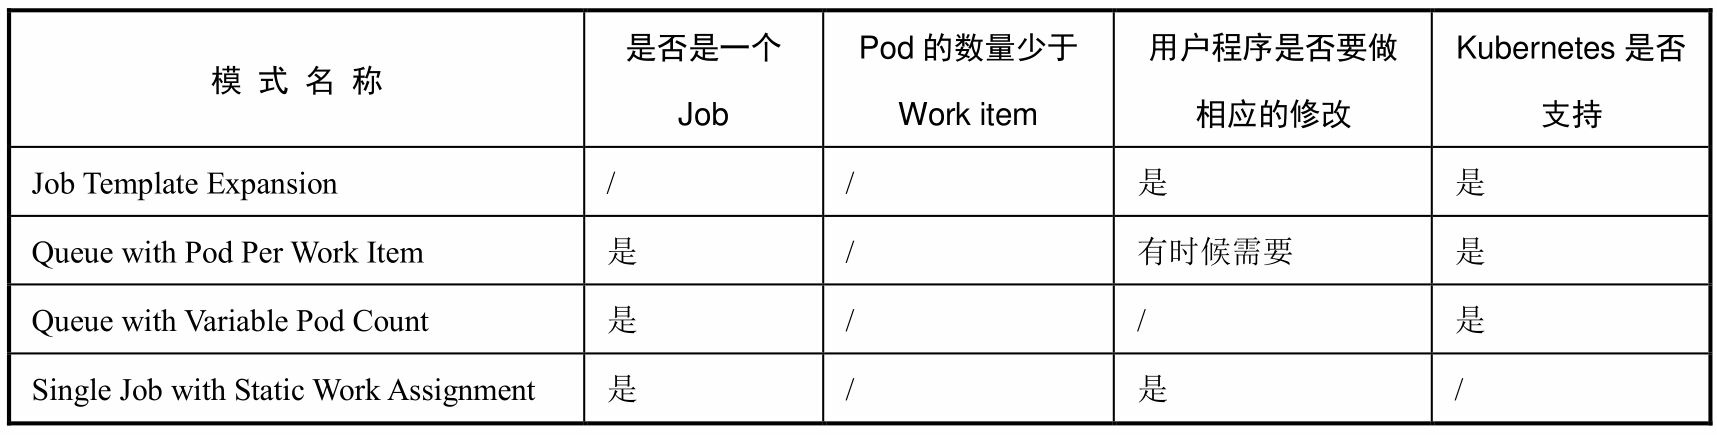 模 式 名 称 是否是一个 Job Pod 的数量少于 Work item 用户程序是否要做相应的修改 Kubernetes 是否支持
Job Template Expansion / / 是 是
Queue with Pod Per Work Item 是 / 有时候需要 是
Queue with Variable Pod Count 是 / / 是
Single Job with Static Work Assignment 是 / 是 /